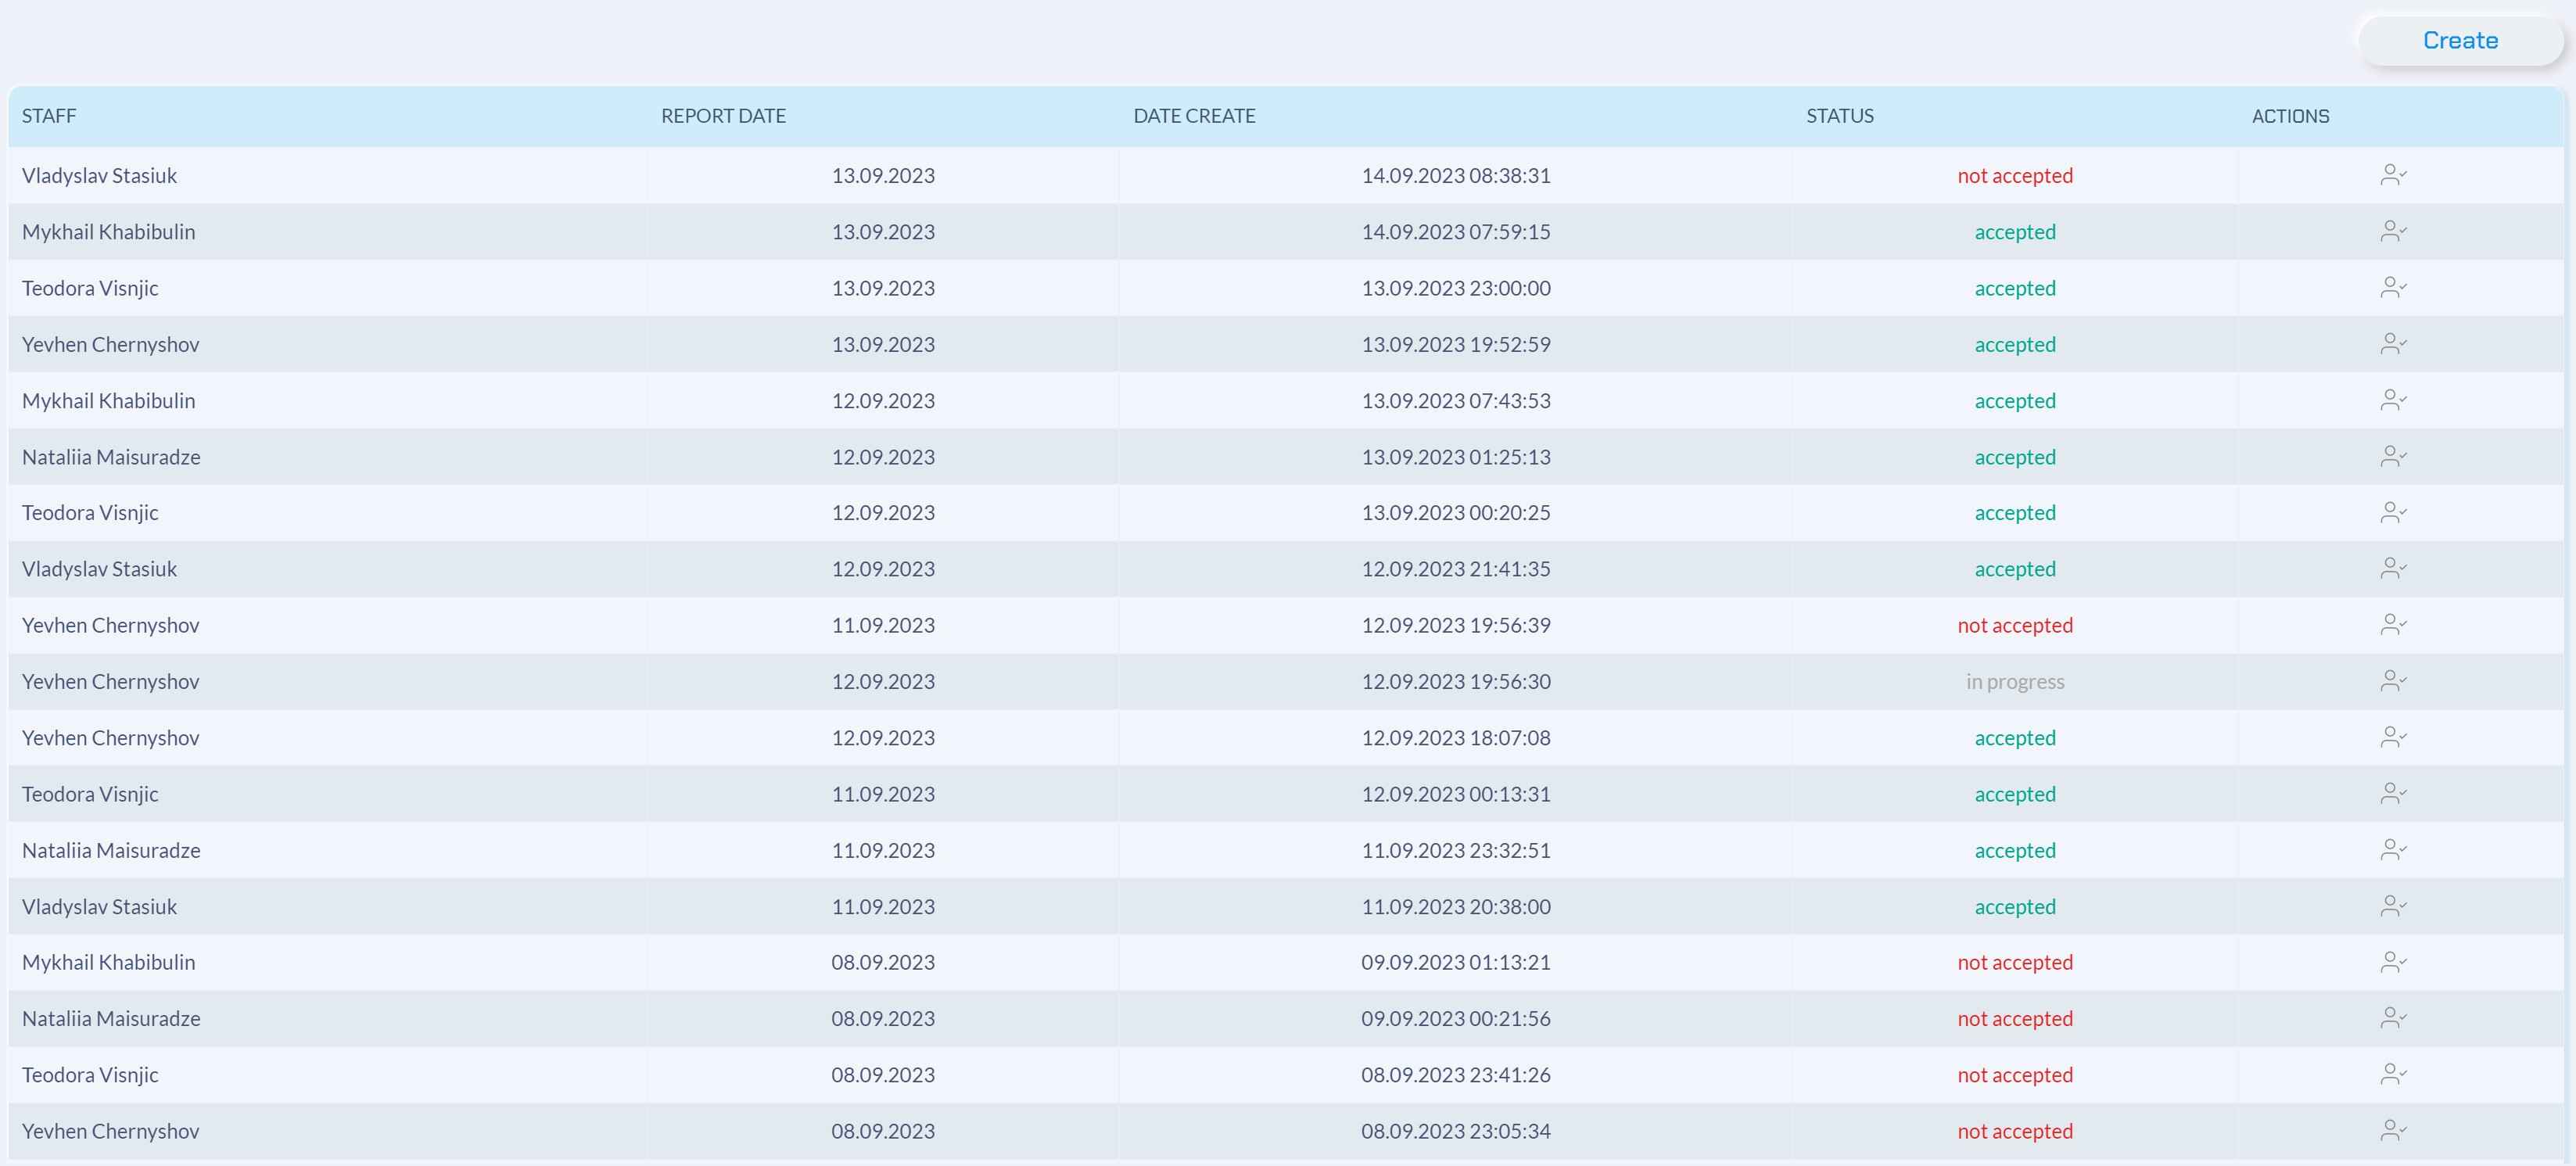 Create
STAFF REPORT DATE DATE CREATE STATUS ACTIONS
Vladyslav Stasiuk 13.09.2023 14.09.2023 08:38:31 not accepted
Mykhail Khabibulin 13.09.2023 14.09.2023 07:59:15 accepted
Teodora Visnjic 13.09.2023 13.09.2023 23:00:00 accepted
Yevhen Chernyshov 13.09.2023 13.09.2023 19:52:59 accepted
Mykhail Khabibulin 12.09.2023 13.09.2023 07:43:53 accepted
Nataliia Maisuradze 12.09.2023 13.09.2023 01:25:13 accepted
Teodora Visnjic 12.09.2023 13.09.2023 00:20:25 accepted
Vladyslav Stasiuk 12.09.2023 12.09.2023 21:41:35 accepted
Yevhen Chernyshov 11.09.2023 12.09.2023 19:56:39 not accepted
Yevhen Chernyshov 12.09.2023 12.09.2023 19:56:30 in progress
Yevhen Chernyshov 12.09.2023 12.09.2023 18:07:08 accepted
Teodora Visnjic 11.09.2023 12.09.2023 00:13:31 accepted
Nataliia Maisuradze 11.09.2023 11.09.2023 23:32:51 accepted
Vladyslav Stasiuk 11.09.2023 11.09.2023 20:38:00 accepted
Mykhail Khabibulin 08.09.2023 09.09.2023 01:13:21 not accepted
Nataliia Maisuradze 08.09.2023 09.09.2023 00:21:56 not accepted
Teodora Visnjic 08.09.2023 08.09.2023 23:41:26 not accepted
Yevhen Chernyshov 08.09.2023 08.09.2023 23:05:34 not accepted